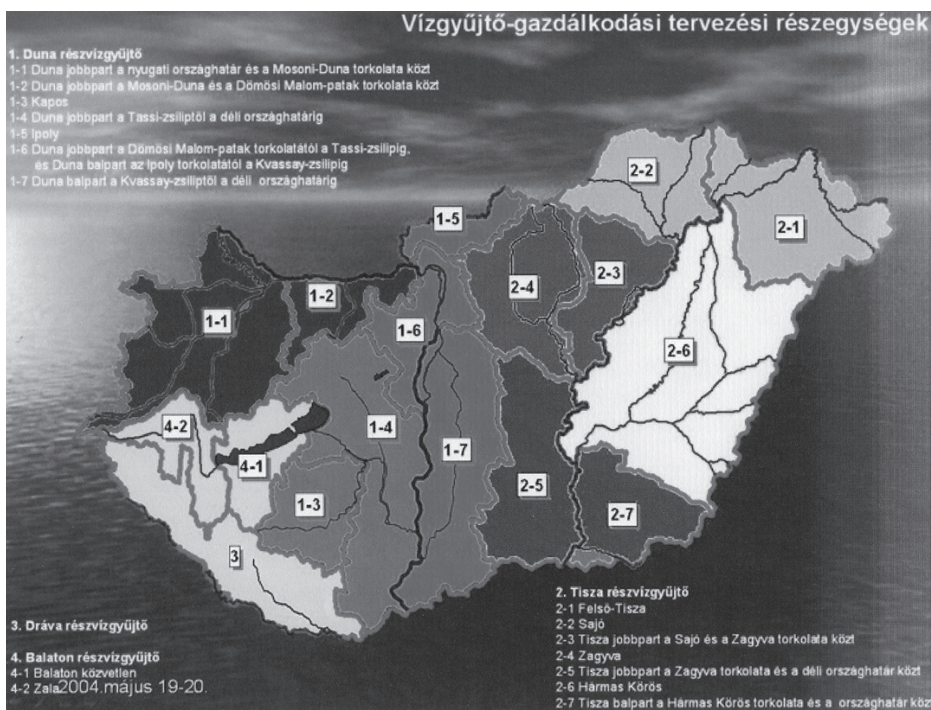 Vízgyűjtő-gazdálkodási tervezési részegységek
1. Duna részvízgyűjtő
1-1 Duna jobbpart a nyugati országhatár és a Mosoni-Duna torkolata közt
1-2 Duna jobbpart a Mosoni-Duna és a Dömösi Malom-patak torkolata közt
1-3 Kapos
1-4 Duna jobbpart a Tassi-zsiliptől a déli országhatárig
1-5 Ipoly
1-6 Duna jobbpart a Dömösi Malom-patak torkolatától a Tassi-zsilipig,
és Duna balpart az Ipoly torkolatától a Kvassay-zsilipig
1-7 Duna balpart a Kvassay-zsiliptől a déli országhatárig
2-2
1-5
2-1
2-4
2-3
1-2
1-1
1-6
2-6
4-2
1-4
1-7
4-1
2-5
1-3
2-7
3
2. Tisza részvízgyűjtő
2-1 Felső-Tisza
2-2 Sajó
2-3 Tisza jobbpart a Sajó és a Zagyva torkolata közt
2-4 Zagyva
2-5 Tisza jobbpart a Zagyva torkolata és a déli országhatár közt
2-6 Hármas Körös
2-7 Tisza balpart a Hármas Körös torkolata és a országhatár köz
3. Dráva részvízgyűjtő
4. Balaton részvízgyűjtő
4-1 Balaton közvetlen
4-2 Zala
2004.május 19-20.